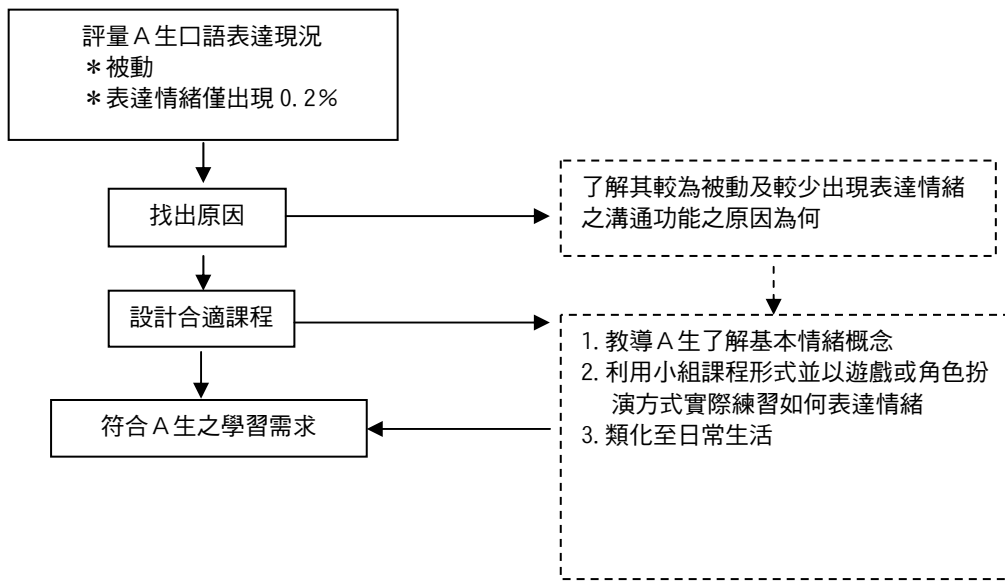 評量A生口語表達現況
＊被動
＊表達情緒僅出現 0.2%
找出原因
了解其較為被動及較少出現表達情緒
之溝通功能之原因為何
設計合適課程
1. 教導A生了解基本情緒概念
2. 利用小組課程形式並以遊戲或角色扮
演方式實際練習如何表達情緒
3. 類化至日常生活
符合A生之學習需求